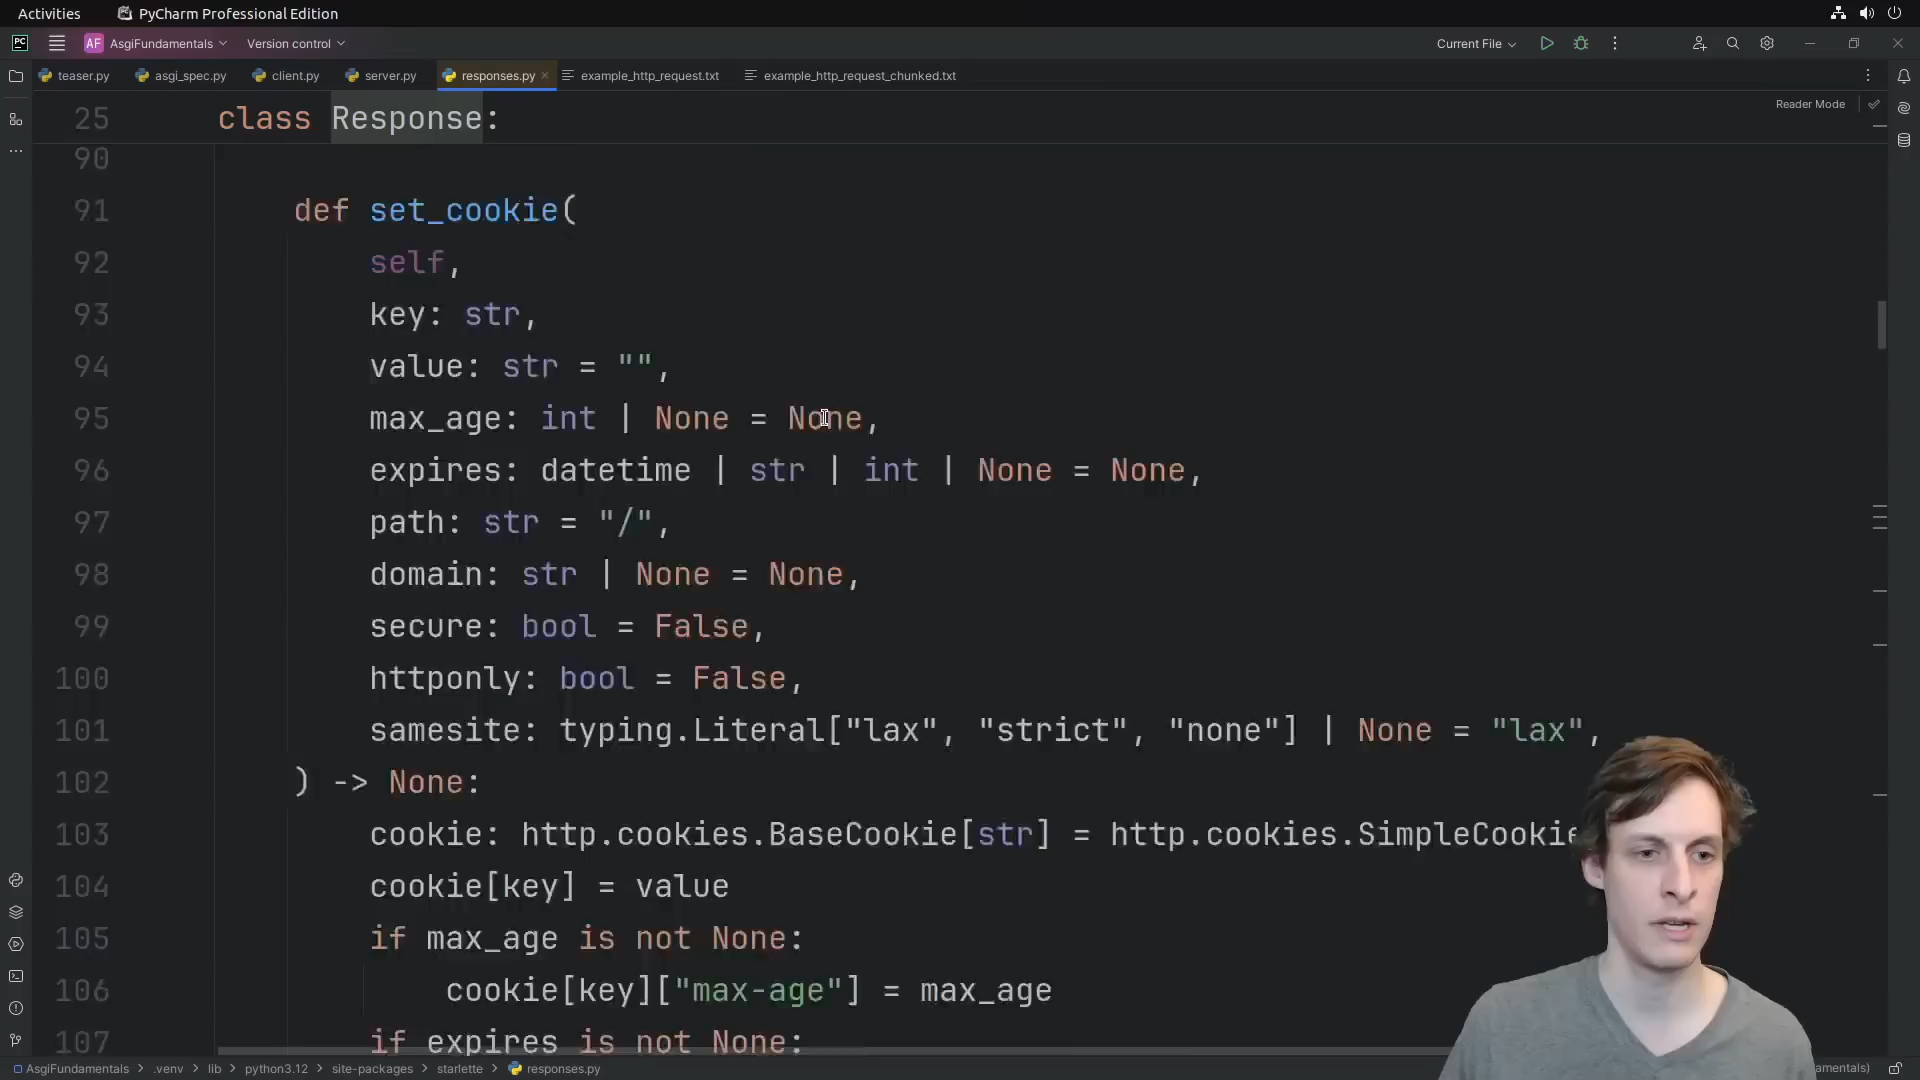 Activities
PyCharm Professional Edition
PC
AF AsgiFundamentals
Version control
Current File
teaser.py
asgi_spec.py
client.py
server.py
responses.py
example_http_request.txt
example_http_request_chunked.txt
Reader Mode
25 class Response:
90
91 def set_cookie(
92 self,
93 key: str,
94 value: str = "",
95 max_age: int | None = None,
96 expires: datetime | str | int | None = None,
97 path: str = "/",
98 domain: str | None = None,
99 secure: bool = False,
100 httponly: bool = False,
101 samesite: typing.Literal["lax", "strict", "none"] | None = "lax",
102 ) -> None:
103 cookie: http.cookies.BaseCookie[str] = http.cookies.SimpleCookie
104 cookie[key] = value
105 if max_age is not None:
106 cookie[key]["max-age"] = max_age
107 if expires is not None:
AsgiFundamentals > .venv > lib > python3.12 > site-packages > starlette > responses.py
amentals)